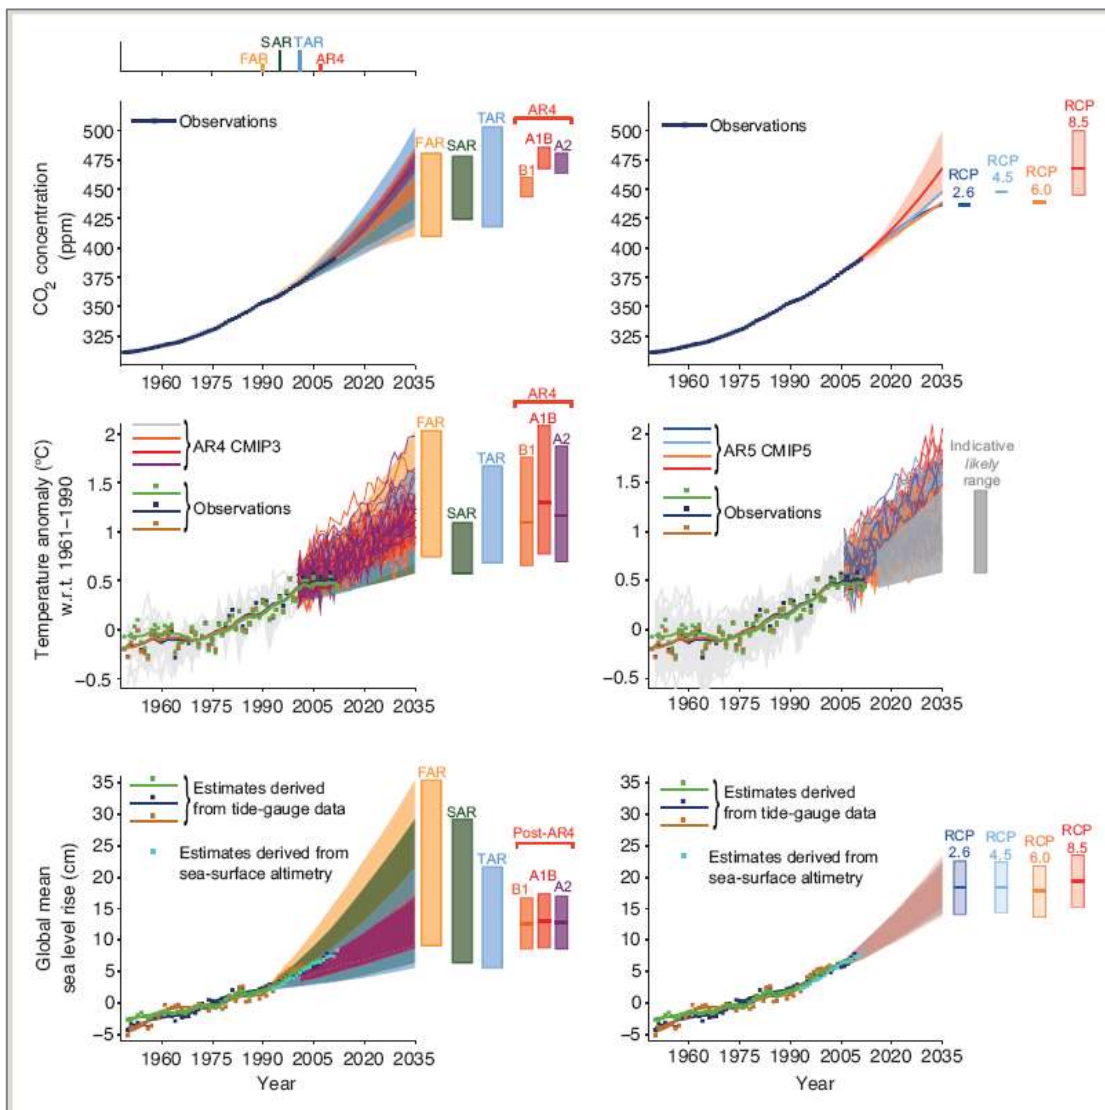 SAR TAR
FAR AR4
CO2 concentration
(ppm)
500
475
450
425
400
375
350
325
Observations
FAR
SAR
TAR
AR4
B1
A1B
A2
1960 1975 1990 2005 2020 2035
Observations
RCP
2.6
RCP
4.5
RCP
6.0
RCP
8.5
500
475
450
425
400
375
350
325
1960 1975 1990 2005 2020 2035
Temperature anomaly (°C)
w.r.t. 1961–1990
2
1.5
1
0.5
0
−0.5
AR4 CMIP3
Observations
FAR
SAR
TAR
AR4
B1
A1B
A2
1960 1975 1990 2005 2020 2035
2
1.5
1
0.5
0
−0.5
AR5 CMIP5
Observations
Indicative
likely
range
1960 1975 1990 2005 2020 2035
Global mean
sea level rise (cm)
35
30
25
20
15
10
5
0
−5
Estimates derived
from tide-gauge data
Estimates derived from
sea-surface altimetry
FAR
SAR
TAR
Post-AR4
B1
A1B
A2
1960 1975 1990 2005 2020 2035
Year
35
30
25
20
15
10
5
0
−5
Estimates derived
from tide-gauge data
Estimates derived from
sea-surface altimetry
RCP
2.6
RCP
4.5
RCP
6.0
RCP
8.5
1960 1975 1990 2005 2020 2035
Year